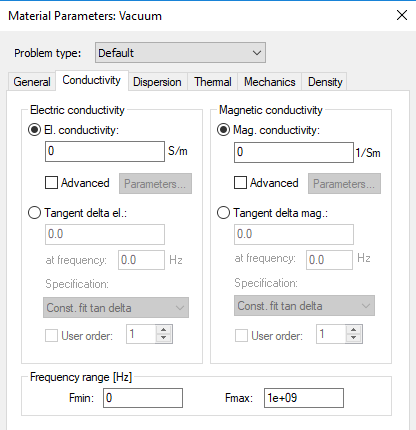 Material Parameters: Vacuum
Problem type: Default
General Conductivity Dispersion Thermal Mechanics Density
Electric conductivity
El. conductivity:
0 S/m
Advanced Parameters...
Tangent delta el.:
0.0
at frequency: 0.0 Hz
Specification:
Const. fit tan delta
User order: 1
Magnetic conductivity
Mag. conductivity:
0 1/Sm
Advanced Parameters...
Tangent delta mag.:
0.0
at frequency: 0.0 Hz
Specification:
Const. fit tan delta
User order: 1
Frequency range [Hz]
Fmin: 0 Fmax: 1e+09